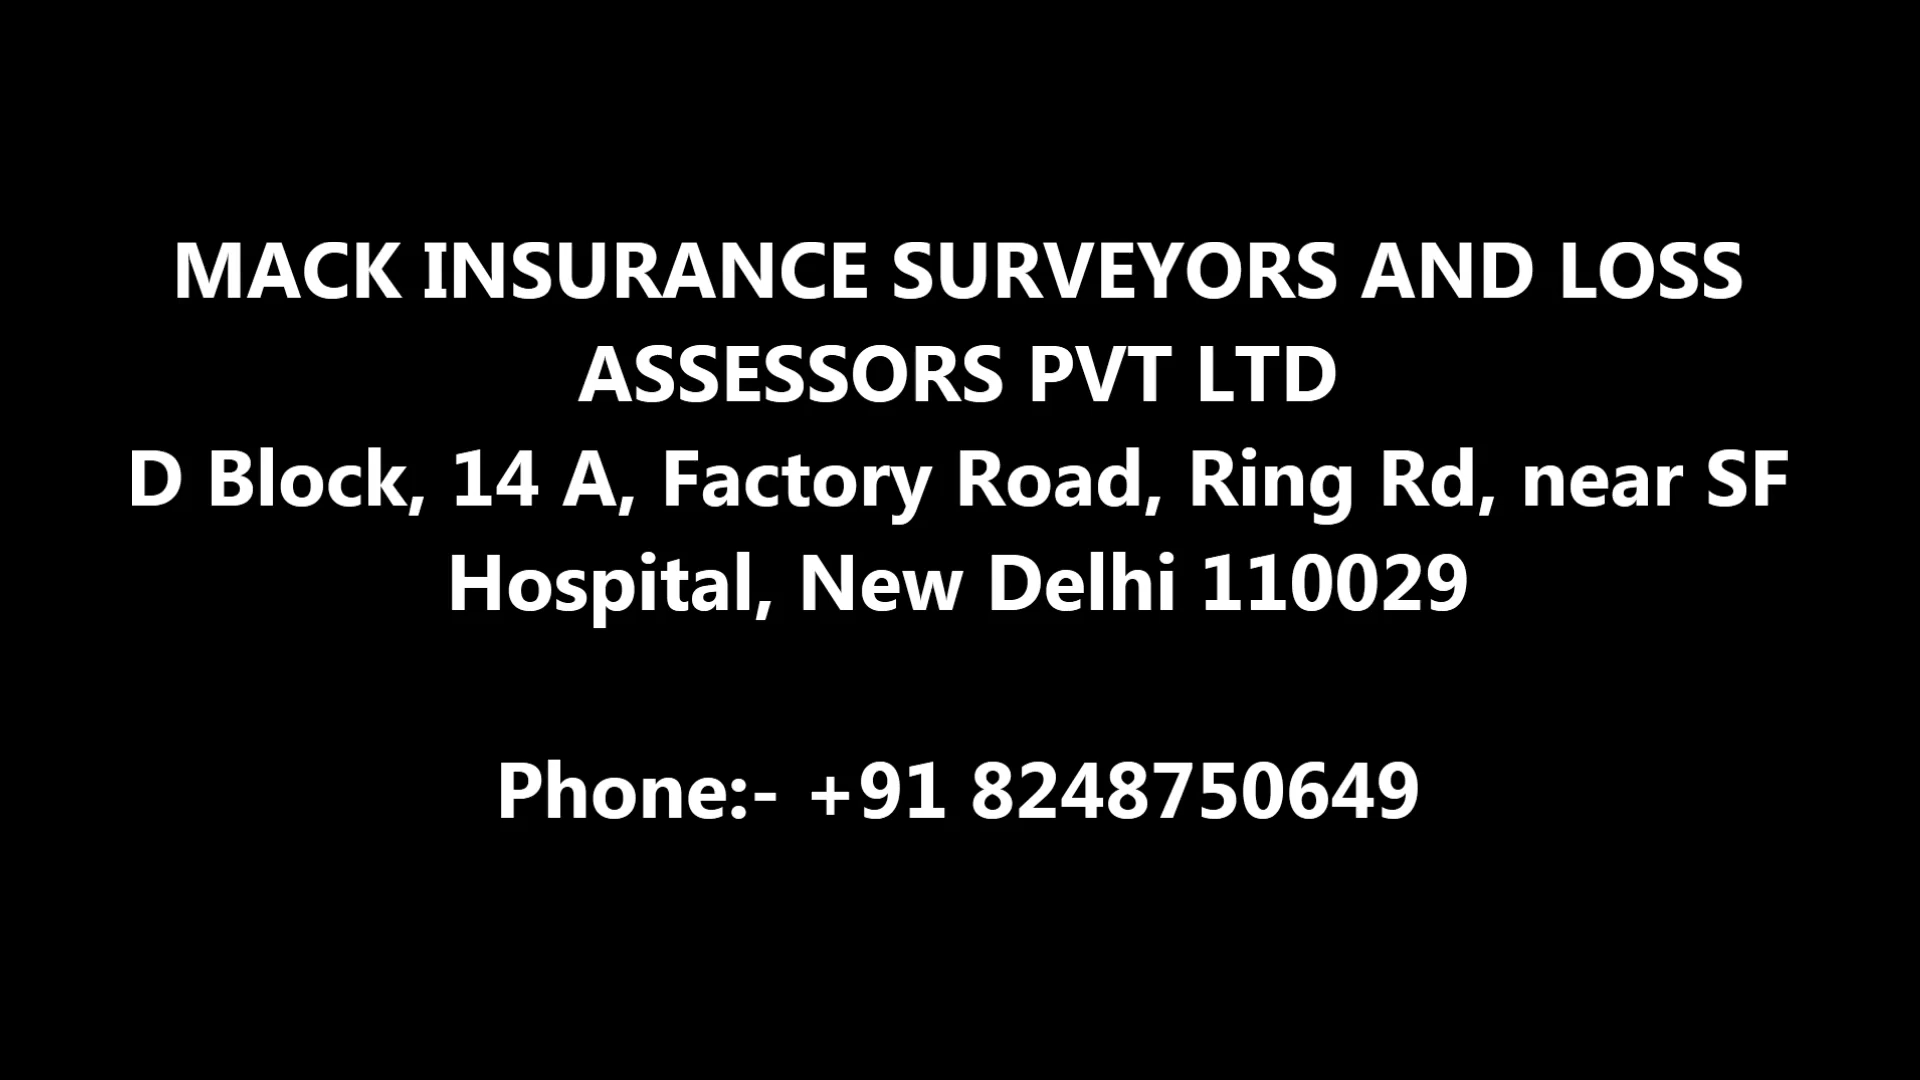 MACK INSURANCE SURVEYORS AND LOSS
ASSESSORS PVT LTD
D Block, 14 A, Factory Road, Ring Rd, near SF
Hospital, New Delhi 110029
Phone:- +91 8248750649